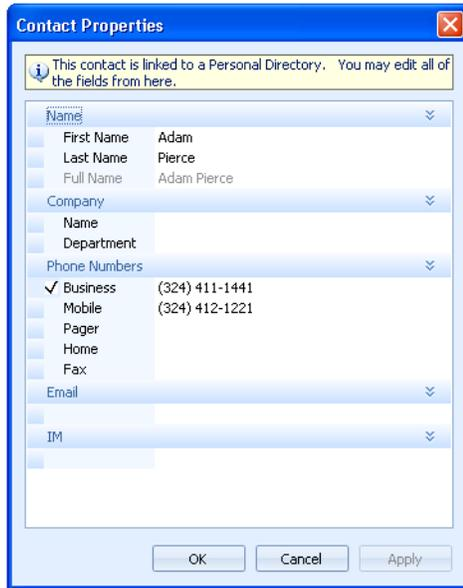 Contact Properties
This contact is linked to a Personal Directory. You may edit all of
the fields from here.
Name
First Name Adam
Last Name Pierce
Full Name Adam Pierce
Company
Name
Department
Phone Numbers
Business (324) 411-1441
Mobile (324) 412-1221
Pager
Home
Fax
Email
IM
OK Cancel Apply